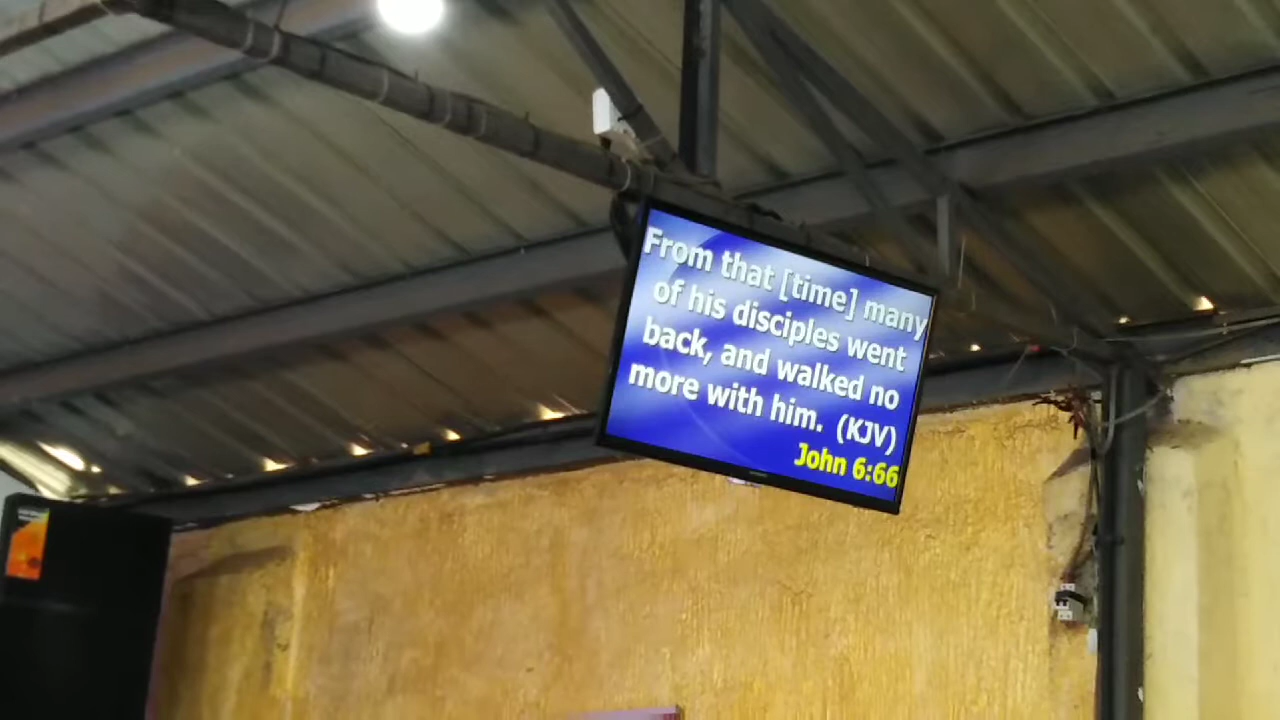 From that [time] many
of his disciples went
back, and walked no
more with him. (KJV)
John 6:66